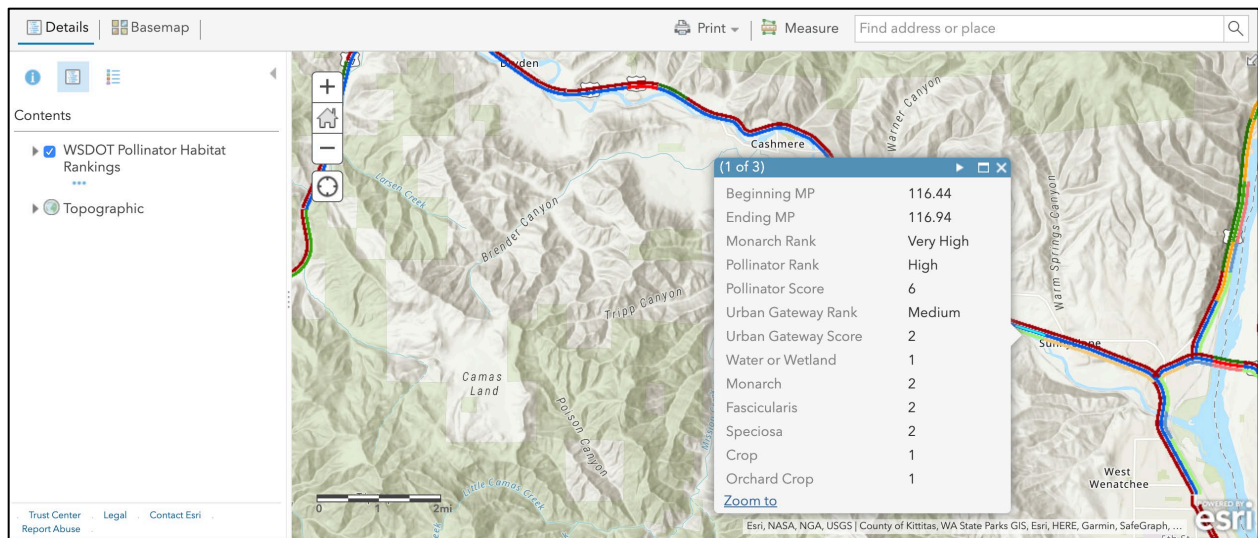 Details
Basemap
Print
Measure
Find address or place
Contents
WSDOT Pollinator Habitat
Rankings
Topographic
Trust Center
Legal
Contact Esri
Report Abuse
Dryden
Cashmere
Warner Canyon
Larsen Creek
Brender Canyon
Tripp Canyon
Camas
Land
Poison Canyon
Little Camas Creek
Warm Springs Canyon
Sunnyslope
West
Wenatchee
(1 of 3)
Beginning MP 116.44
Ending MP 116.94
Monarch Rank Very High
Pollinator Rank High
Pollinator Score 6
Urban Gateway Rank Medium
Urban Gateway Score 2
Water or Wetland 1
Monarch 2
Fascicularis 2
Speciosa 2
Crop 1
Orchard Crop 1
Zoom to
0 1 2mi
Esri, NASA, NGA, USGS | County of Kittitas, WA State Parks GIS, Esri, HERE, Garmin, SafeGraph, ...
POWERED BY
esri